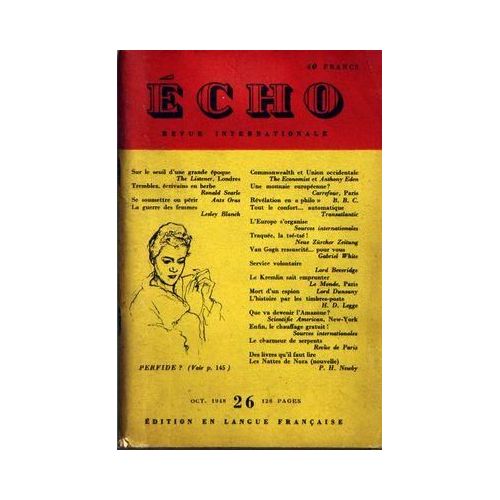 40 FRANCS
ÉCHO
REVUE INTERNATIONALE
Sur le seuil d'une grande époque
The Listener, Londres
Tremblez, écrivains en herbe
Ronald Searle
Se soumettre ou périr Ants Oras
La guerre des femmes
Lesley Blanch
PERFIDE ? (Voir p. 145)
Commonwealth et Union occidentale
The Economist et Anthony Eden
Une monnaie européenne ?
Carrefour, Paris
Révélation en « philo » B. B. C.
Tout le confort... automatique
Transatlantic
L'Europe s'organise
Sources internationales
Traquée, la tsé-tsé !
Neue Zürcher Zeitung
Van Gogh ressuscité... pour vous
Gabriel White
Service volontaire
Lord Beveridge
Le Kremlin sait emprunter
Le Monde, Paris
Mort d'un espion Lord Dunsany
L'histoire par les timbres-poste
H. D. Legge
Que va devenir l'Amazone ?
Scientific American, New-York
Enfin, le chauffage gratuit !
Sources internationales
Le charmeur de serpents
Revue de Paris
Des livres qu'il faut lire
Les Nattes de Nora (nouvelle)
P. H. Newby
OCT. 1948 26 128 PAGES
ÉDITION EN LANGUE FRANÇAISE